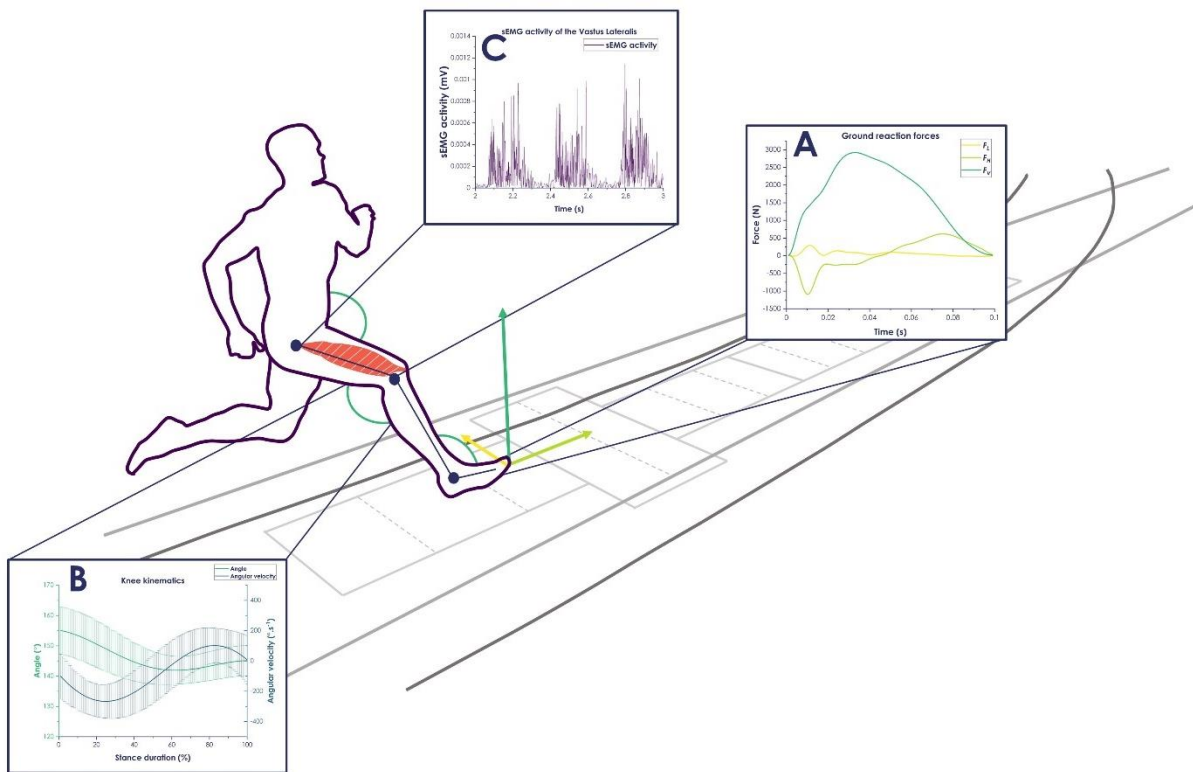 C
sEMG activity of the Vastus Lateralis
sEMG activity
0.0014
0.0012
0.001
0.0008
0.0006
0.0004
0.0002
0
sEMG activity (mV)
2
2.2
2.4
2.6
2.8
3
Time (s)
A
Ground reaction forces
FL
FH
FV
3000
2500
2000
1500
1000
500
0
-500
-1000
-1500
Force (N)
0
0.02
0.04
0.06
0.08
0.1
Time (s)
B
Knee kinematics
Angle
Angular velocity
170
160
150
140
130
120
Angle (°)
400
200
0
-200
-400
Angular velocity (°.s-1)
0
20
40
60
80
100
Stance duration (%)